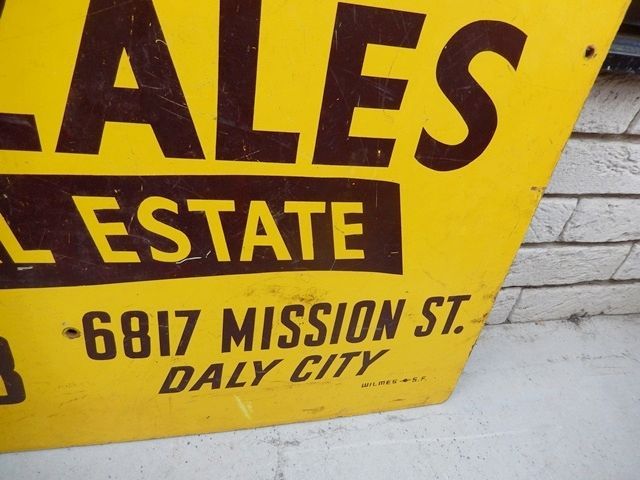 ALES
L ESTATE
6817 MISSION ST.
DALY CITY
WILMES S.F.